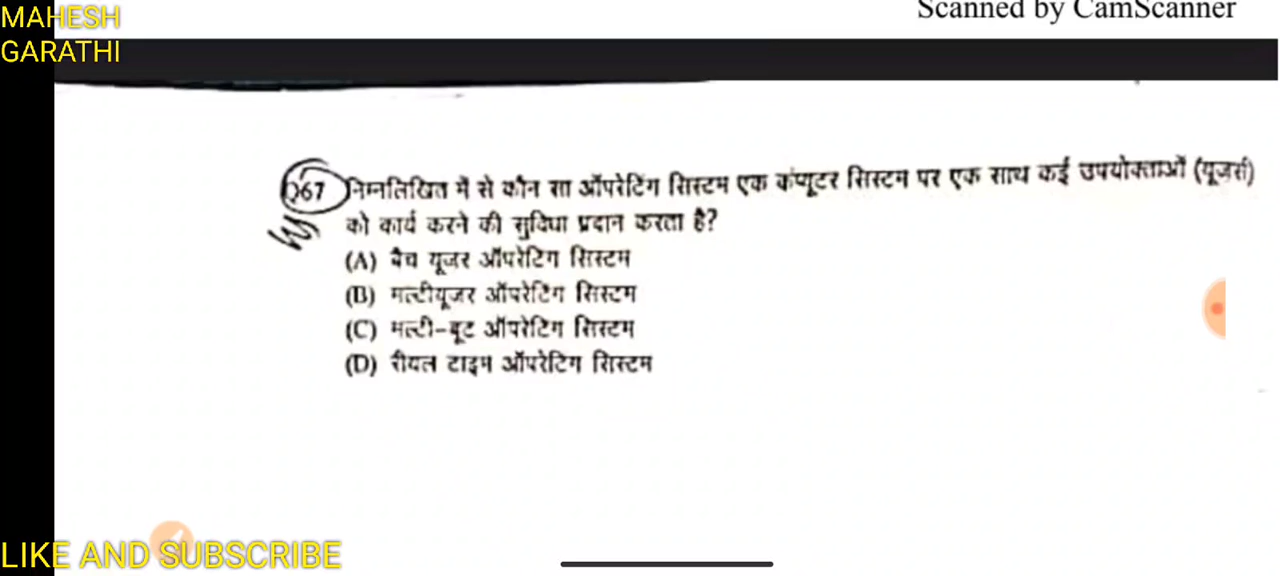 MAHESH
GARATHI
Scanned by CamScanner
Q67 निम्नलिखित में से कौन सा ऑपरेटिंग सिस्टम एक कंप्यूटर सिस्टम पर एक साथ कई उपयोक्ताओं (यूजर्स)
को कार्य करने की सुविधा प्रदान करता है?
(A) बैच यूजर ऑपरेटिंग सिस्टम
(B) मल्टीयूजर ऑपरेटिंग सिस्टम
(C) मल्टी-बूट ऑपरेटिंग सिस्टम
(D) रीयल टाइम ऑपरेटिंग सिस्टम
LIKE AND SUBSCRIBE